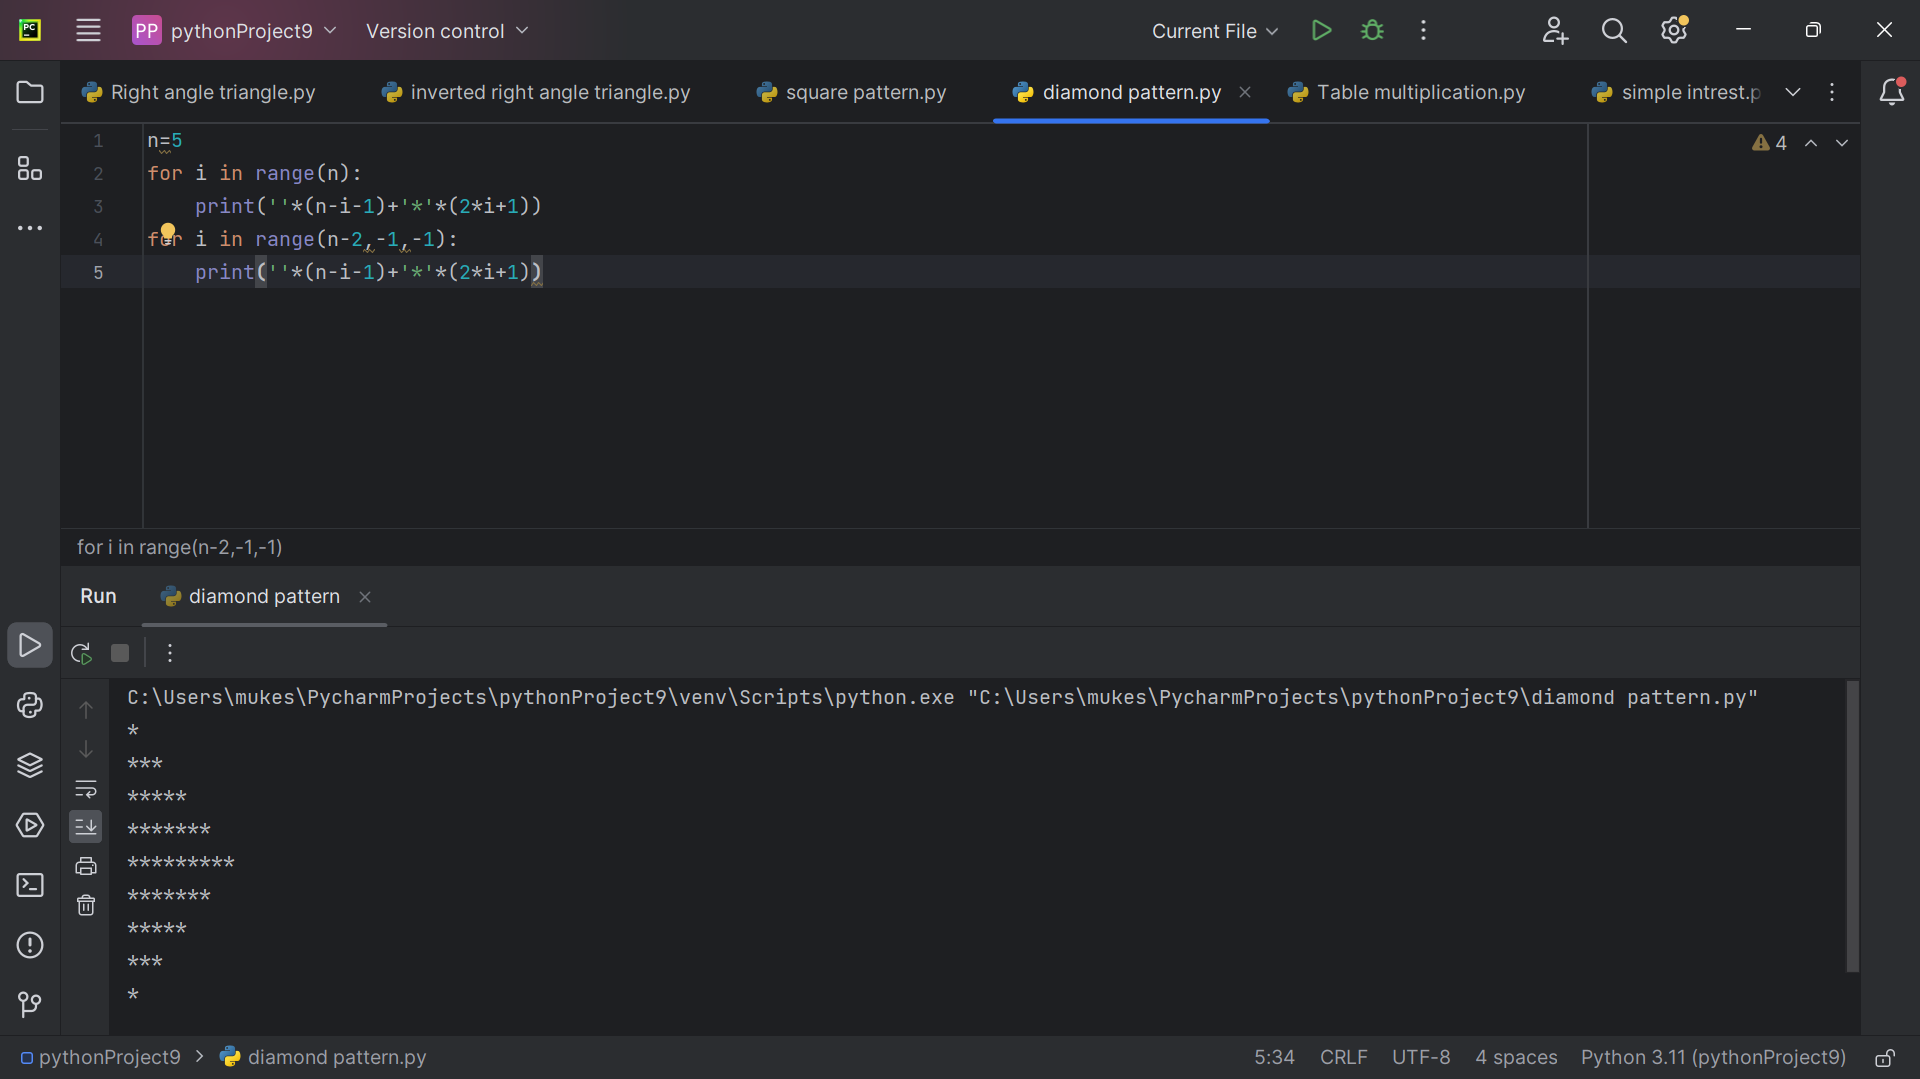 PC
PP pythonProject9 Version control Current File
Right angle triangle.py inverted right angle triangle.py square pattern.py diamond pattern.py Table multiplication.py simple intrest.p
4
1 n=5
2 for i in range(n):
3 print(''*(n-i-1)+'*'*(2*i+1))
4 for i in range(n-2,-1,-1):
5 print(''*(n-i-1)+'*'*(2*i+1))
for i in range(n-2,-1,-1)
Run diamond pattern
C:\Users\mukes\PycharmProjects\pythonProject9\venv\Scripts\python.exe "C:\Users\mukes\PycharmProjects\pythonProject9\diamond pattern.py"
*
***
*****
*******
*********
*******
*****
***
*
pythonProject9 > diamond pattern.py 5:34 CRLF UTF-8 4 spaces Python 3.11 (pythonProject9)